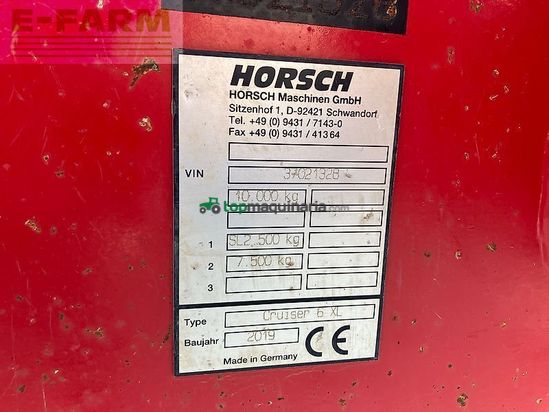 E-FARM
HORSCH
HORSCH Maschinen GmbH
Sitzenhof 1, D-92421 Schwandorf
Tel. +49 (0) 9431 / 7143-0
Fax +49 (0) 9431 / 41364
VIN 37021328
10.000 kg
topmaquinaria.com
1 SL2.500 kg
2 7.500 kg
3
Type Cruiser 6 XL
Baujahr 2019 CE
Made in Germany